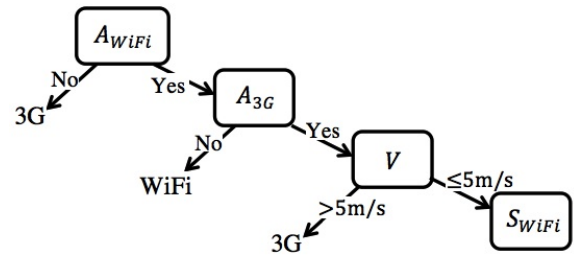 A_WiFi
No
Yes
3G
A_3G
No
Yes
WiFi
V
>5m/s
≤5m/s
3G
S_WiFi